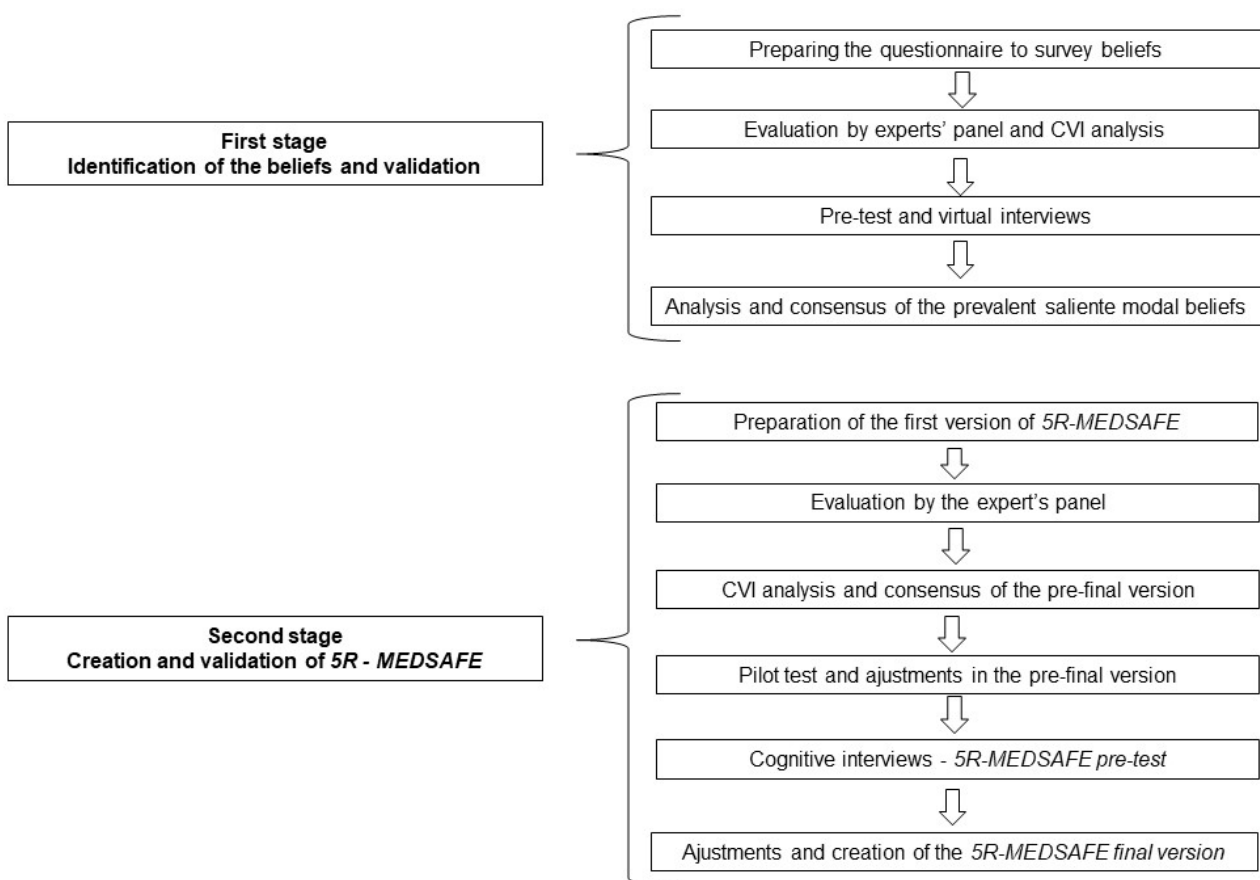 Preparing the questionnaire to survey beliefs
Evaluation by experts’ panel and CVI analysis
First stage
Identification of the beliefs and validation
Pre-test and virtual interviews
Analysis and consensus of the prevalent saliente modal beliefs
Preparation of the first version of 5R-MEDSAFE
Evaluation by the expert’s panel
CVI analysis and consensus of the pre-final version
Second stage
Creation and validation of 5R - MEDSAFE
Pilot test and ajustments in the pre-final version
Cognitive interviews - 5R-MEDSAFE pre-test
Ajustments and creation of the 5R-MEDSAFE final version